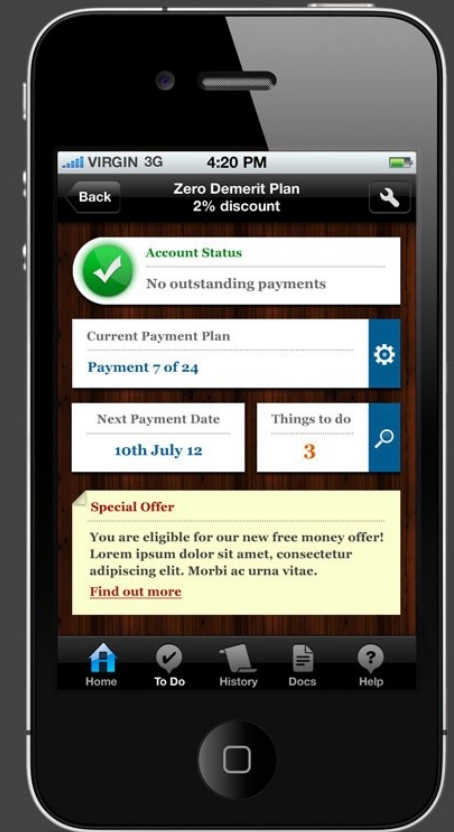 VIRGIN 3G 4:20 PM
Back
Zero Demerit Plan
2% discount
Account Status
No outstanding payments
Current Payment Plan
Payment 7 of 24
Next Payment Date
10th July 12
Things to do
3
Special Offer
You are eligible for our new free money offer!
Lorem ipsum dolor sit amet, consectetur
adipiscing elit. Morbi ac urna vitae.
Find out more
Home To Do History Docs Help